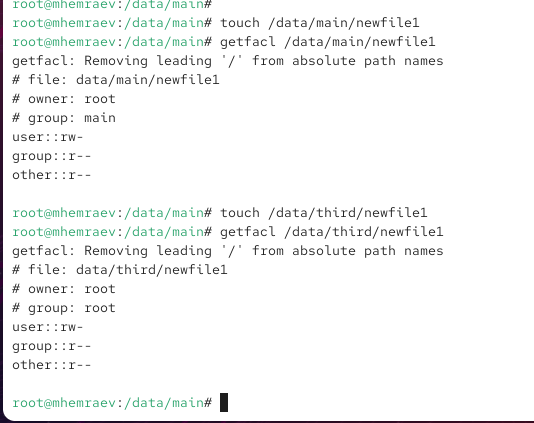 root@mhemraev:/data/main#
root@mhemraev:/data/main# touch /data/main/newfile1
root@mhemraev:/data/main# getfacl /data/main/newfile1
getfacl: Removing leading '/' from absolute path names
# file: data/main/newfile1
# owner: root
# group: main
user::rw-
group::r--
other::r--
root@mhemraev:/data/main# touch /data/third/newfile1
root@mhemraev:/data/main# getfacl /data/third/newfile1
getfacl: Removing leading '/' from absolute path names
# file: data/third/newfile1
# owner: root
# group: root
user::rw-
group::r--
other::r--
root@mhemraev:/data/main#